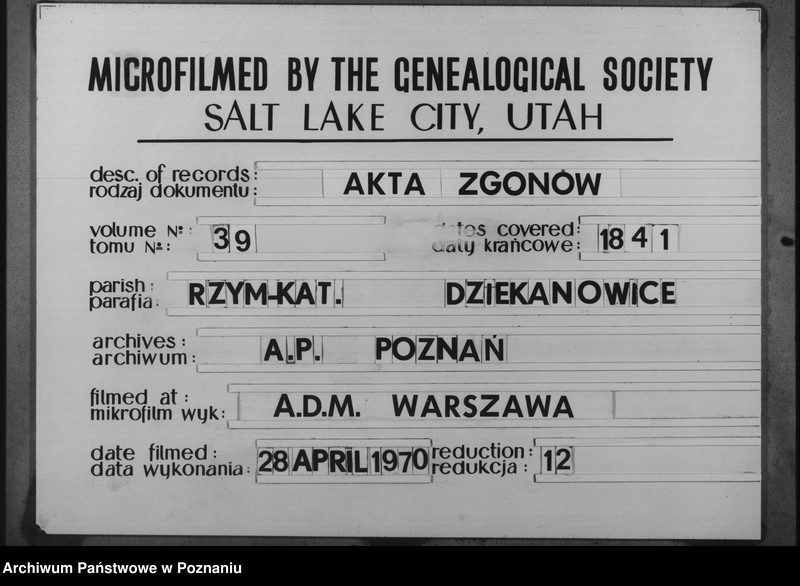 MICROFILMED BY THE GENEALOGICAL SOCIETY
SALT LAKE CITY, UTAH
desc. of records:
rodzaj dokumentu: AKTA ZGONÓW
volume №: dates covered:
tomu №: 39 daty krańcowe: 1841
parish:
parafia: RZYM-KAT. DZIEKANOWICE
archives:
archiwum: A.P. POZNAŃ
filmed at:
mikrofilm wyk: A.D.M. WARSZAWA
date filmed: reduction:
data wykonania: 28 APRIL 1970 redukcja: 12
Archiwum Państwowe w Poznaniu